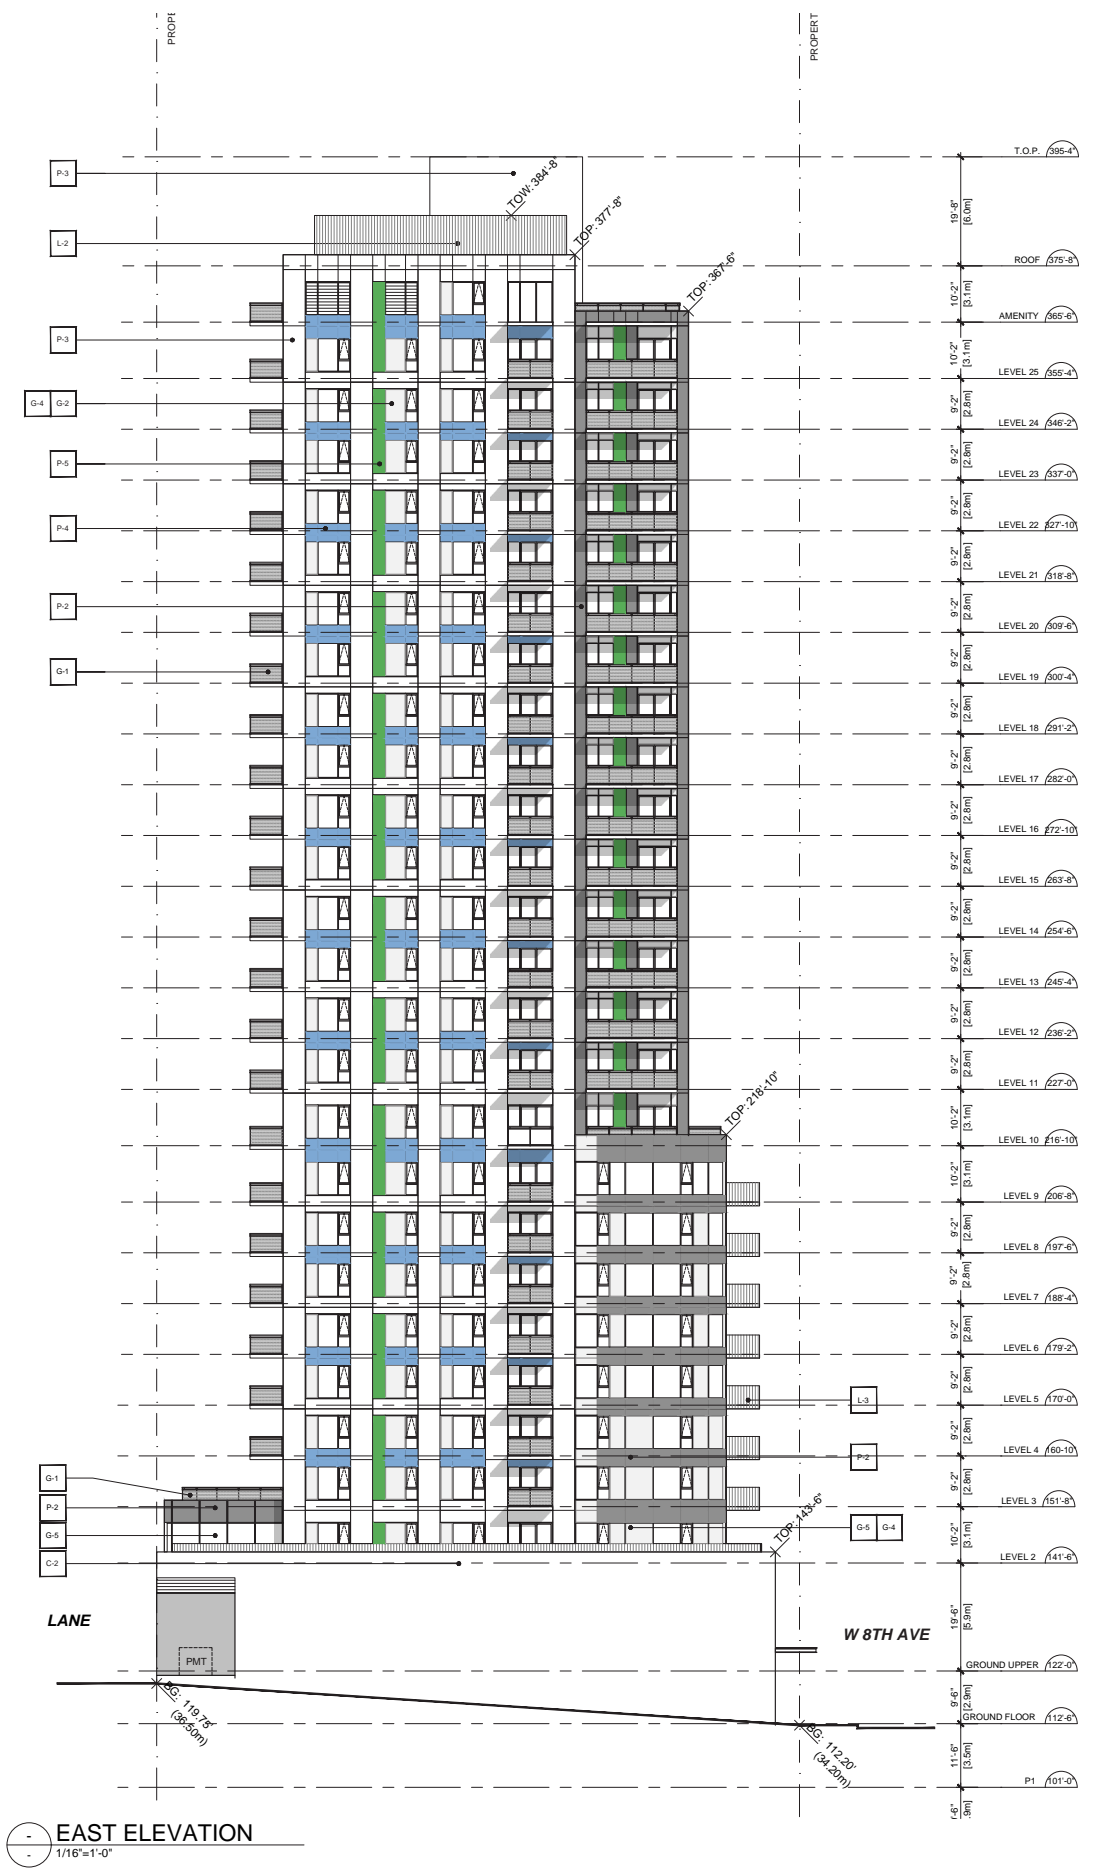 PROPE
PROPERT
T.O.P. 395'-4"
P-3
TOW: 384'-8"
19'-8"
[6.0m]
L-2
TOP: 377'-8"
ROOF 375'-8"
TOP: 367'-6"
10'-2"
[3.1m]
AMENITY 365'-6"
P-3
10'-2"
[3.1m]
LEVEL 25 355'-4"
G-4 G-2
9'-2"
[2.8m]
LEVEL 24 346'-2"
P-5
9'-2"
[2.8m]
LEVEL 23 337'-0"
9'-2"
[2.8m]
P-4
LEVEL 22 327'-10"
9'-2"
[2.8m]
LEVEL 21 318'-8"
P-2
9'-2"
[2.8m]
LEVEL 20 309'-6"
9'-2"
[2.8m]
G-1
LEVEL 19 300'-4"
9'-2"
[2.8m]
LEVEL 18 291'-2"
9'-2"
[2.8m]
LEVEL 17 282'-0"
9'-2"
[2.8m]
LEVEL 16 272'-10"
9'-2"
[2.8m]
LEVEL 15 263'-8"
9'-2"
[2.8m]
LEVEL 14 254'-6"
9'-2"
[2.8m]
LEVEL 13 245'-4"
9'-2"
[2.8m]
LEVEL 12 236'-2"
9'-2"
[2.8m]
LEVEL 11 227'-0"
TOP: 218'-10"
10'-2"
[3.1m]
LEVEL 10 216'-10"
10'-2"
[3.1m]
LEVEL 9 206'-8"
9'-2"
[2.8m]
LEVEL 8 197'-6"
9'-2"
[2.8m]
LEVEL 7 188'-4"
9'-2"
[2.8m]
LEVEL 6 179'-2"
9'-2"
[2.8m]
L-3
LEVEL 5 170'-0"
9'-2"
[2.8m]
LEVEL 4 160-10"
P-2
G-1
9'-2"
[2.8m]
LEVEL 3 151'-8"
P-2
TOP: 143'-6"
G-5
G-5 G-4
10'-2"
[3.1m]
C-2
LEVEL 2 141'-6"
LANE
19'-6"
[5.9m]
W 8TH AVE
PMT
GROUND UPPER 122'-0"
BG: 119.75'
(36.50m)
9'-6"
[2.9m]
GROUND FLOOR 112'-6"
BG: 112.20'
(34.20m)
11'-6"
[3.5m]
P1 101'-0"
'-6"
.9m]
-
-
EAST ELEVATION
1/16"=1'-0"